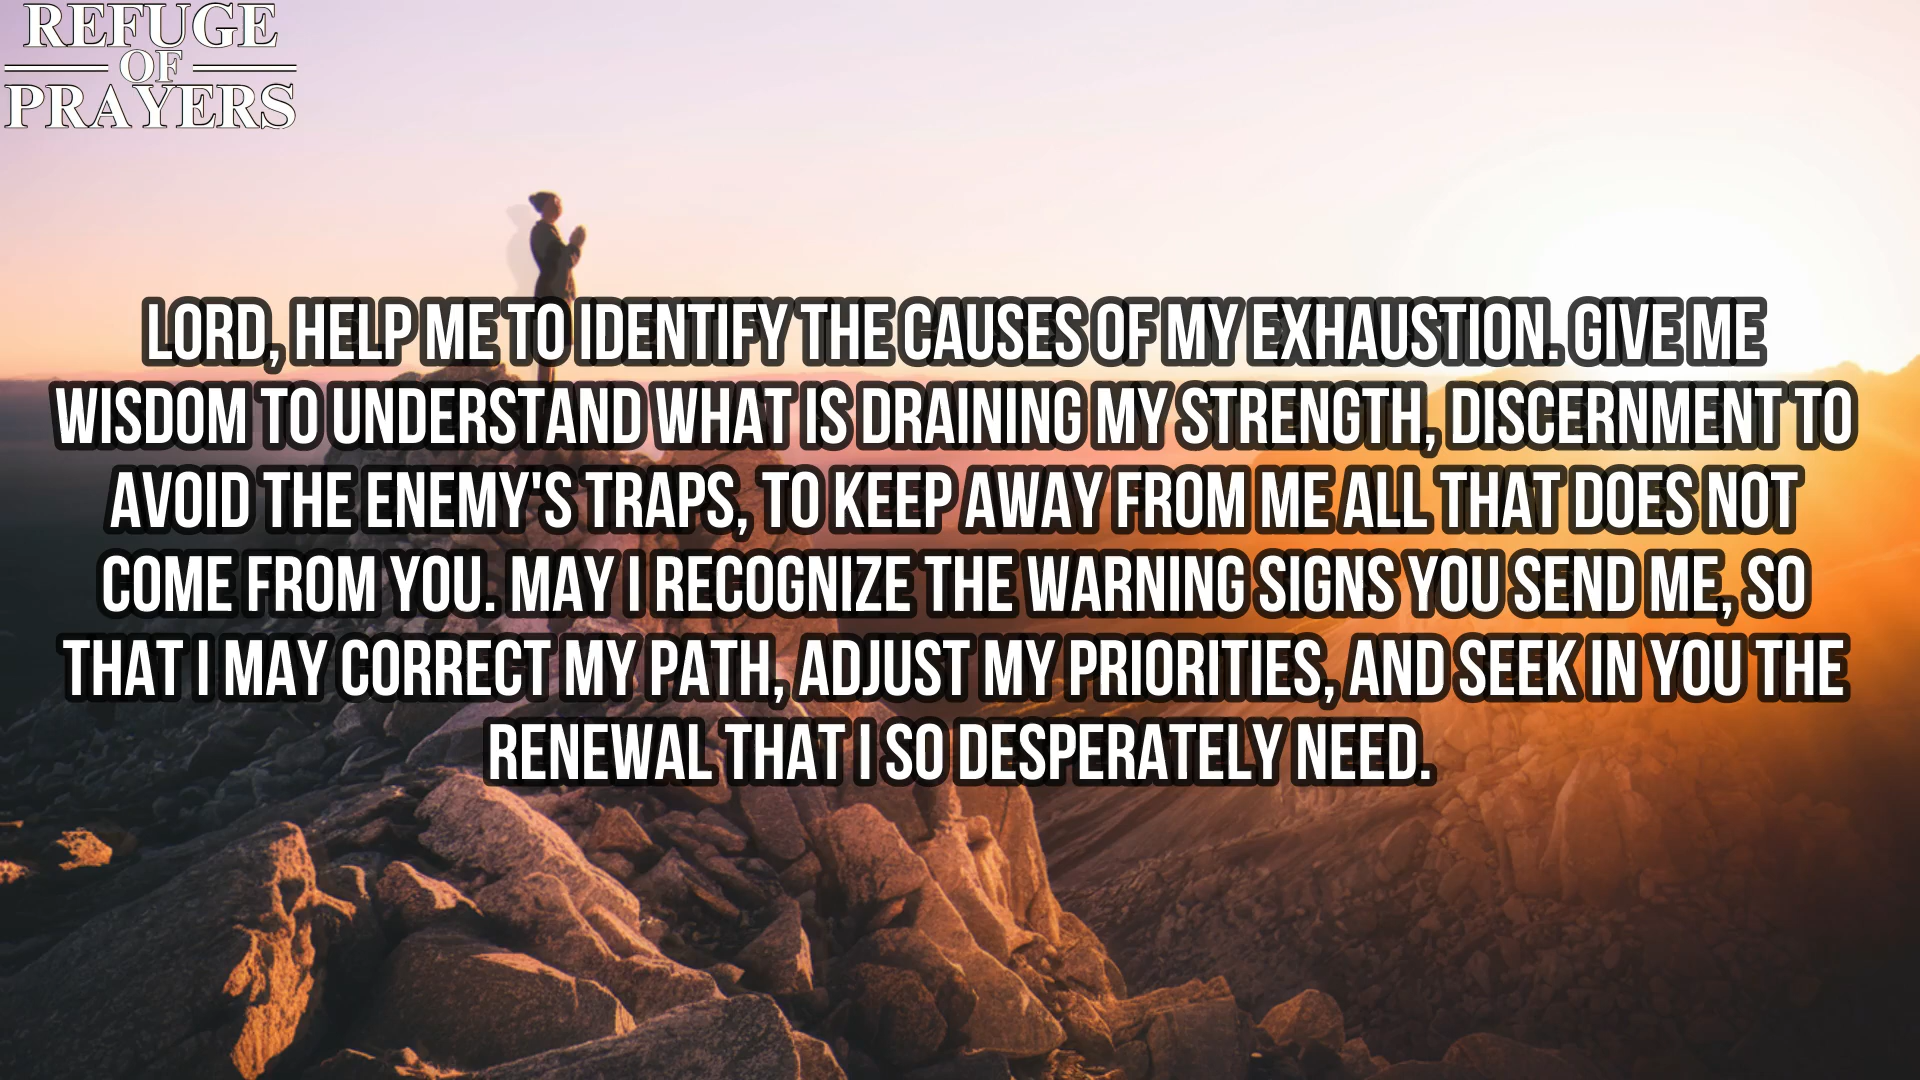 REFUGE
OF
PRAYERS
LORD, HELP ME TO IDENTIFY THE CAUSES OF MY EXHAUSTION. GIVE ME
WISDOM TO UNDERSTAND WHAT IS DRAINING MY STRENGTH, DISCERNMENT TO
AVOID THE ENEMY'S TRAPS, TO KEEP AWAY FROM ME ALL THAT DOES NOT
COME FROM YOU. MAY I RECOGNIZE THE WARNING SIGNS YOU SEND ME, SO
THAT I MAY CORRECT MY PATH, ADJUST MY PRIORITIES, AND SEEK IN YOU THE
RENEWAL THAT I SO DESPERATELY NEED.